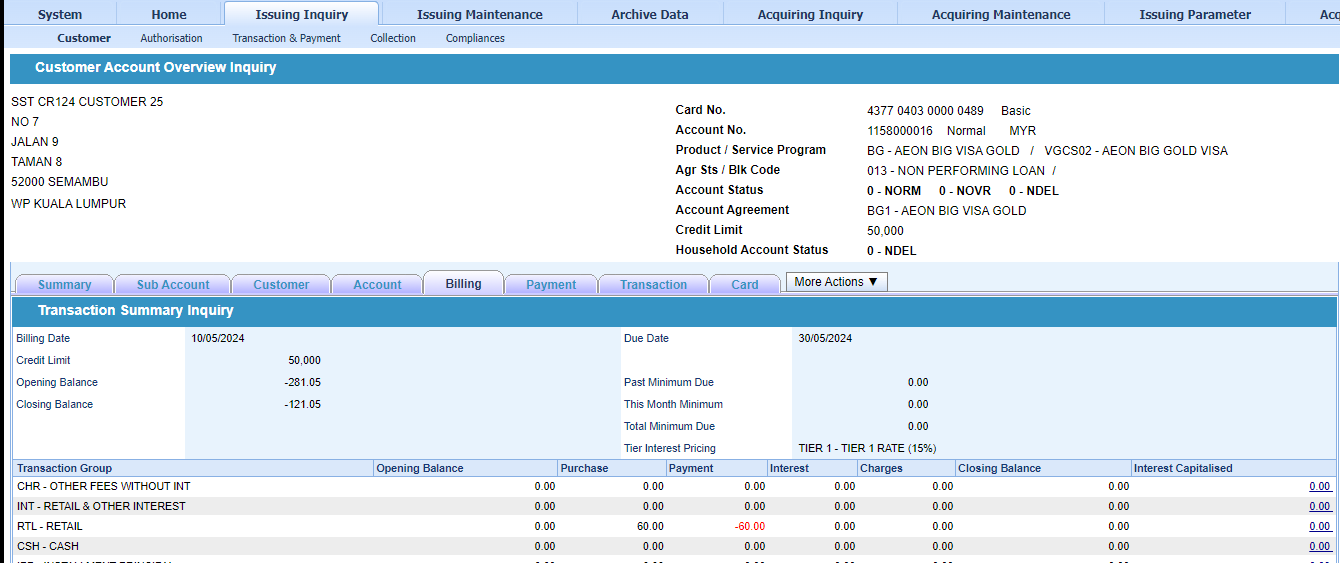 System Home Issuing Inquiry Issuing Maintenance Archive Data Acquiring Inquiry Acquiring Maintenance Issuing Parameter Acq
Customer Authorisation Transaction & Payment Collection Compliances
Customer Account Overview Inquiry
SST CR124 CUSTOMER 25
NO 7
JALAN 9
TAMAN 8
52000 SEMAMBU
WP KUALA LUMPUR
Card No. 4377 0403 0000 0489 Basic
Account No. 1158000016 Normal MYR
Product / Service Program BG - AEON BIG VISA GOLD / VGCS02 - AEON BIG GOLD VISA
Agr Sts / Blk Code 013 - NON PERFORMING LOAN /
Account Status 0 - NORM 0 - NOVR 0 - NDEL
Account Agreement BG1 - AEON BIG VISA GOLD
Credit Limit 50,000
Household Account Status 0 - NDEL
Summary Sub Account Customer Account Billing Payment Transaction Card More Actions ▼
Transaction Summary Inquiry
Billing Date 10/05/2024 Due Date 30/05/2024
Credit Limit 50,000
Opening Balance -281.05 Past Minimum Due 0.00
Closing Balance -121.05 This Month Minimum 0.00
Total Minimum Due 0.00
Tier Interest Pricing TIER 1 - TIER 1 RATE (15%)
Transaction Group Opening Balance Purchase Payment Interest Charges Closing Balance Interest Capitalised
CHR - OTHER FEES WITHOUT INT 0.00 0.00 0.00 0.00 0.00 0.00 0.00
INT - RETAIL & OTHER INTEREST 0.00 0.00 0.00 0.00 0.00 0.00 0.00
RTL - RETAIL 0.00 60.00 -60.00 0.00 0.00 0.00 0.00
CSH - CASH 0.00 0.00 0.00 0.00 0.00 0.00 0.00